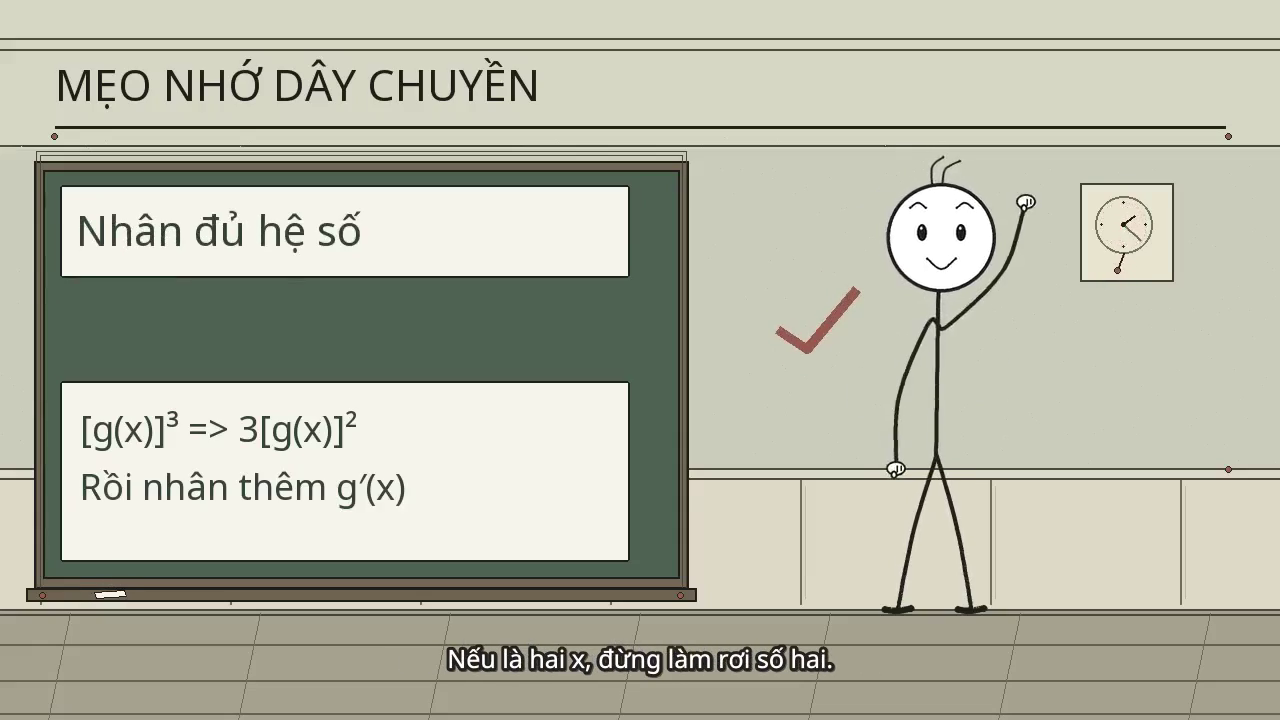 MẸO NHỚ DÂY CHUYỀN
Nhân đủ hệ số
[g(x)]³ => 3[g(x)]²
Rồi nhân thêm g′(x)
Nếu là hai x, đừng làm rơi số hai.